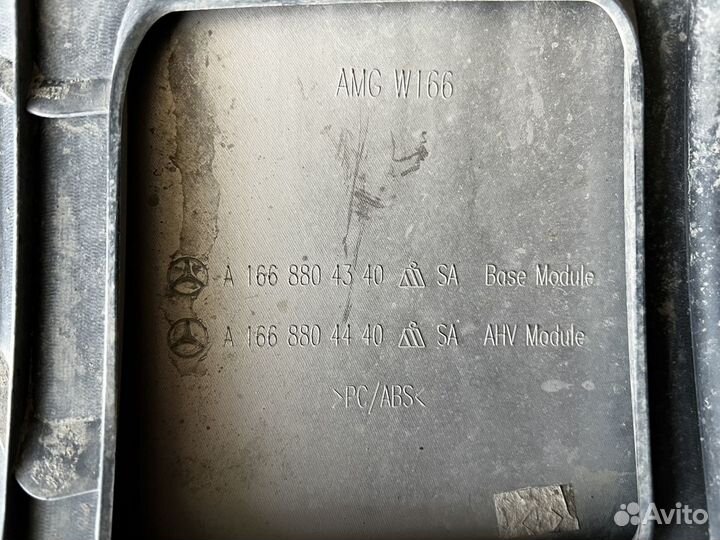 AMG W166
A 166 880 43 40 SA Base Module
A 166 880 44 40 SA AHV Module
>PC/ABS<
Avito